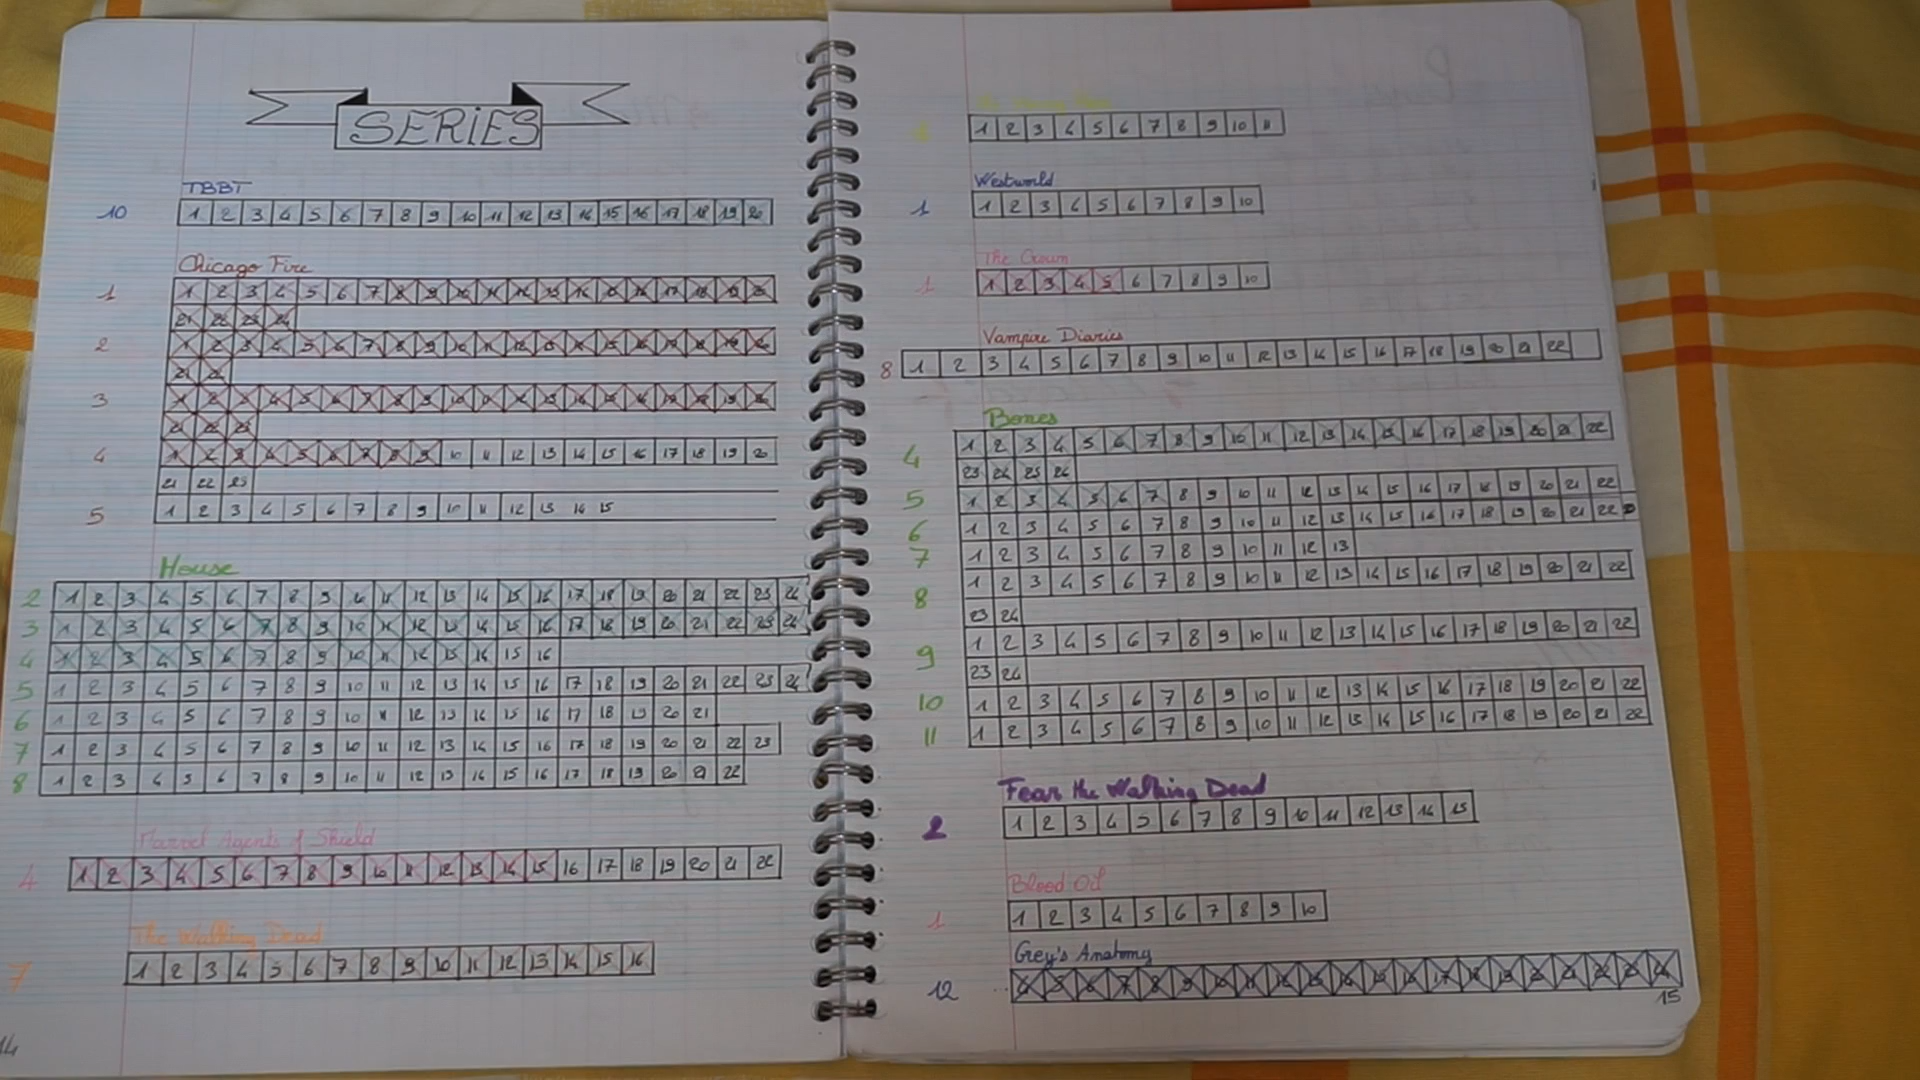 SERIES
TBBT
10 1 2 3 4 5 6 7 8 9 10 11 12 13 14 15 16 17 18 19 20
Chicago Fire
1 1 2 3 4 5 6 7 8 9 10 11 12 13 14 15 16 17 18 19 20
21 22 23 24
2 1 2 3 4 5 6 7 8 9 10 11 12 13 14 15 16 17 18 19 20
21 22
3 1 2 3 4 5 6 7 8 9 10 11 12 13 14 15 16 17 18 19 20
21 22 23
4 1 2 3 4 5 6 7 8 9 10 11 12 13 14 15 16 17 18 19 20
21 22 23
5 1 2 3 4 5 6 7 8 9 10 11 12 13 14 15
House
2 1 2 3 4 5 6 7 8 9 10 11 12 13 14 15 16 17 18 19 20 21 22 23 24
3 1 2 3 4 5 6 7 8 9 10 11 12 13 14 15 16 17 18 19 20 21 22 23 24
4 1 2 3 4 5 6 7 8 9 10 11 12 13 14 15 16
5 1 2 3 4 5 6 7 8 9 10 11 12 13 14 15 16 17 18 19 20 21 22 23 24
6 1 2 3 4 5 6 7 8 9 10 11 12 13 14 15 16 17 18 19 20 21
7 1 2 3 4 5 6 7 8 9 10 11 12 13 14 15 16 17 18 19 20 21 22 23
8 1 2 3 4 5 6 7 8 9 10 11 12 13 14 15 16 17 18 19 20 21 22
Marvel Agents of Shield
4 1 2 3 4 5 6 7 8 9 10 11 12 13 14 15 16 17 18 19 20 21 22
The Walking Dead
7 1 2 3 4 5 6 7 8 9 10 11 12 13 14 15 16
14
1 2 3 4 5 6 7 8 9 10 11
Westworld
1 1 2 3 4 5 6 7 8 9 10
The Crown
1 1 2 3 4 5 6 7 8 9 10
Vampire Diaries
8 1 2 3 4 5 6 7 8 9 10 11 12 13 14 15 16 17 18 19 20 21 22
Bones
4 1 2 3 4 5 6 7 8 9 10 11 12 13 14 15 16 17 18 19 20 21 22
23 24 25 26
5 1 2 3 4 5 6 7 8 9 10 11 12 13 14 15 16 17 18 19 20 21 22
6 1 2 3 4 5 6 7 8 9 10 11 12 13 14 15 16 17 18 19 20 21 22
7 1 2 3 4 5 6 7 8 9 10 11 12 13
8 1 2 3 4 5 6 7 8 9 10 11 12 13 14 15 16 17 18 19 20 21 22
23 24
9 1 2 3 4 5 6 7 8 9 10 11 12 13 14 15 16 17 18 19 20 21 22
23 24
10 1 2 3 4 5 6 7 8 9 10 11 12 13 14 15 16 17 18 19 20 21 22
11 1 2 3 4 5 6 7 8 9 10 11 12 13 14 15 16 17 18 19 20 21 22
Fear the Walking Dead
2 1 2 3 4 5 6 7 8 9 10 11 12 13 14 15
Blood Oil
1 1 2 3 4 5 6 7 8 9 10
Grey's Anatomy
12 4 5 6 7 8 9 10 11 12 13 14 15 16 17 18 19 20 21 22 23 24
15